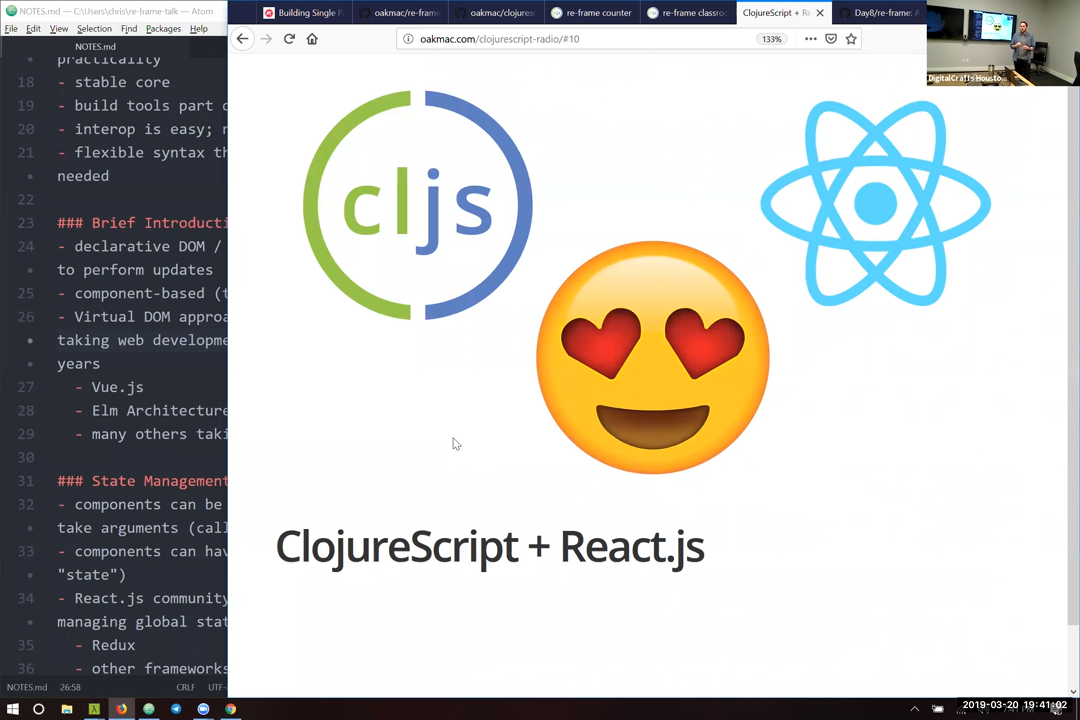 NOTES.md — C:\Users\chris\re-frame-talk — Atom
File Edit View Selection Find Packages Help
NOTES.md
practicality
18 - stable core
19 - build tools part o
20 - interop is easy; n
21 - flexible syntax th
needed
22
23 ### Brief Introducti
24 - declarative DOM /
to perform updates
25 - component-based (t
26 - Virtual DOM approa
taking web developme
years
27 - Vue.js
28 - Elm Architecture
29 - many others taki
30
31 ### State Management
32 - components can be
take arguments (call
33 - components can hav
"state")
34 - React.js community
managing global stat
35 - Redux
36 - other frameworks
NOTES.md 26:58 CRLF UTF-
Building Single P
oakmac/re-frame
oakmac/clojures
re-frame counter
re-frame classro
ClojureScript + Re
Day8/re-frame: A
oakmac.com/clojurescript-radio/#10
133%
DigitalCrafts Housto...
cljs
ClojureScript + React.js
2019-03-20 19:41:02